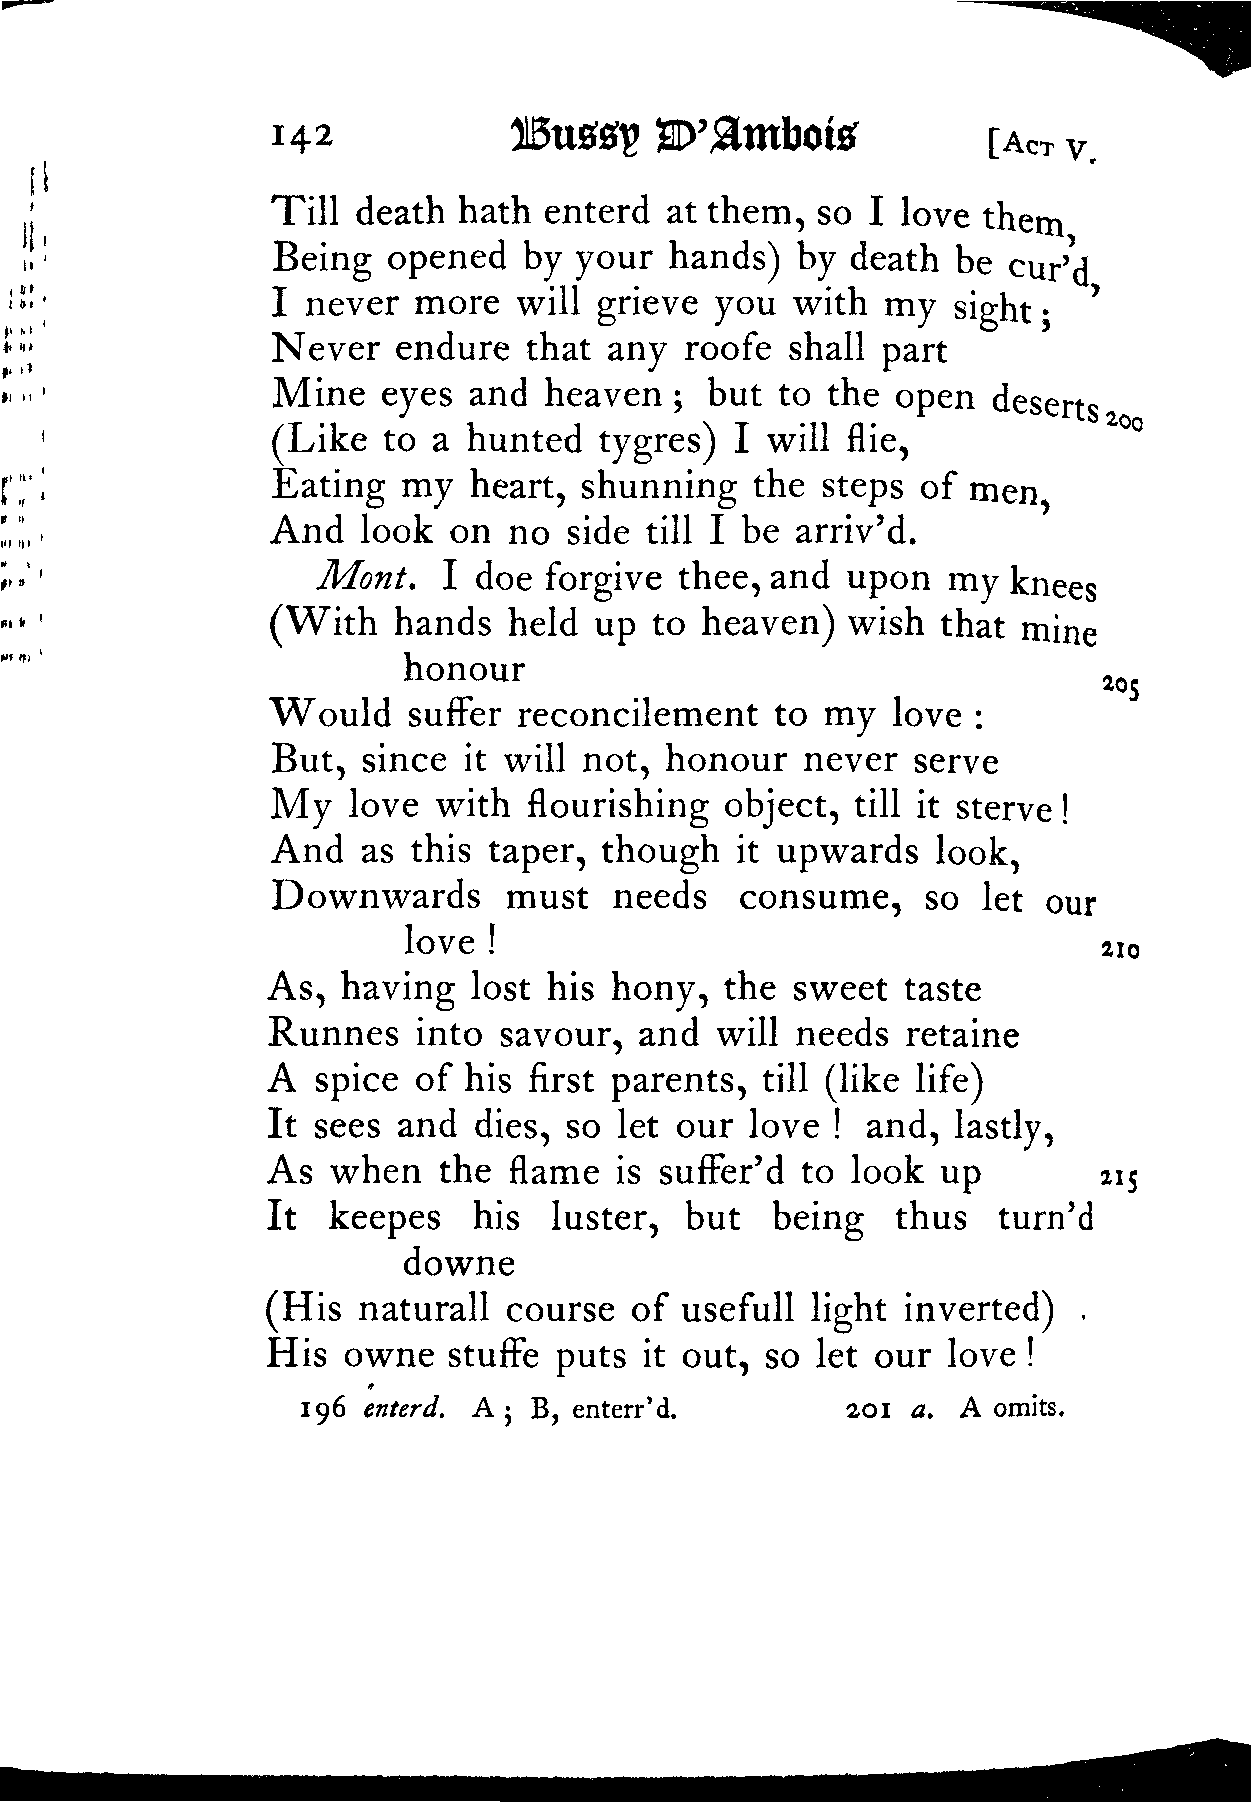 142 Bussy D'Ambois [ACT V.
Till death hath enterd at them, so I love them,
Being opened by your hands) by death be cur'd,
I never more will grieve you with my sight;
Never endure that any roofe shall part
Mine eyes and heaven; but to the open deserts 200
(Like to a hunted tygres) I will flie,
Eating my heart, shunning the steps of men,
And look on no side till I be arriv'd.
Mont. I doe forgive thee, and upon my knees
(With hands held up to heaven) wish that mine
honour 205
Would suffer reconcilement to my love:
But, since it will not, honour never serve
My love with flourishing object, till it sterve!
And as this taper, though it upwards look,
Downwards must needs consume, so let our
love! 210
As, having lost his hony, the sweet taste
Runnes into savour, and will needs retaine
A spice of his first parents, till (like life)
It sees and dies, so let our love! and, lastly,
As when the flame is suffer'd to look up 215
It keepes his luster, but being thus turn'd
downe
(His naturall course of usefull light inverted)
His owne stuffe puts it out, so let our love!
196 enterd. A; B, enterr'd. 201 a. A omits.